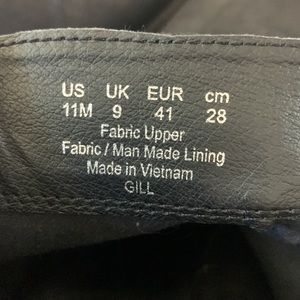 US UK EUR cm
11M 9 41 28
Fabric Upper
Fabric / Man Made Lining
Made in Vietnam
GILL